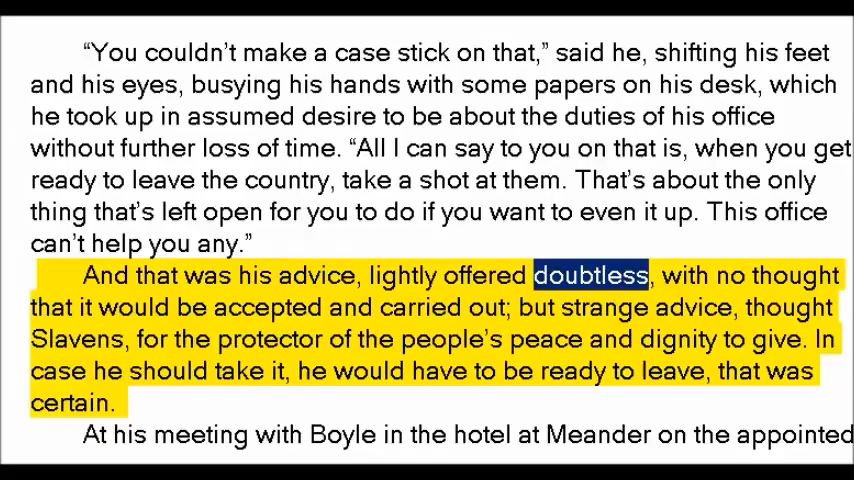 “You couldn’t make a case stick on that,” said he, shifting his feet
and his eyes, busying his hands with some papers on his desk, which
he took up in assumed desire to be about the duties of his office
without further loss of time. “All I can say to you on that is, when you get
ready to leave the country, take a shot at them. That’s about the only
thing that’s left open for you to do if you want to even it up. This office
can’t help you any.”
And that was his advice, lightly offered doubtless, with no thought
that it would be accepted and carried out; but strange advice, thought
Slavens, for the protector of the people’s peace and dignity to give. In
case he should take it, he would have to be ready to leave, that was
certain.
At his meeting with Boyle in the hotel at Meander on the appointed